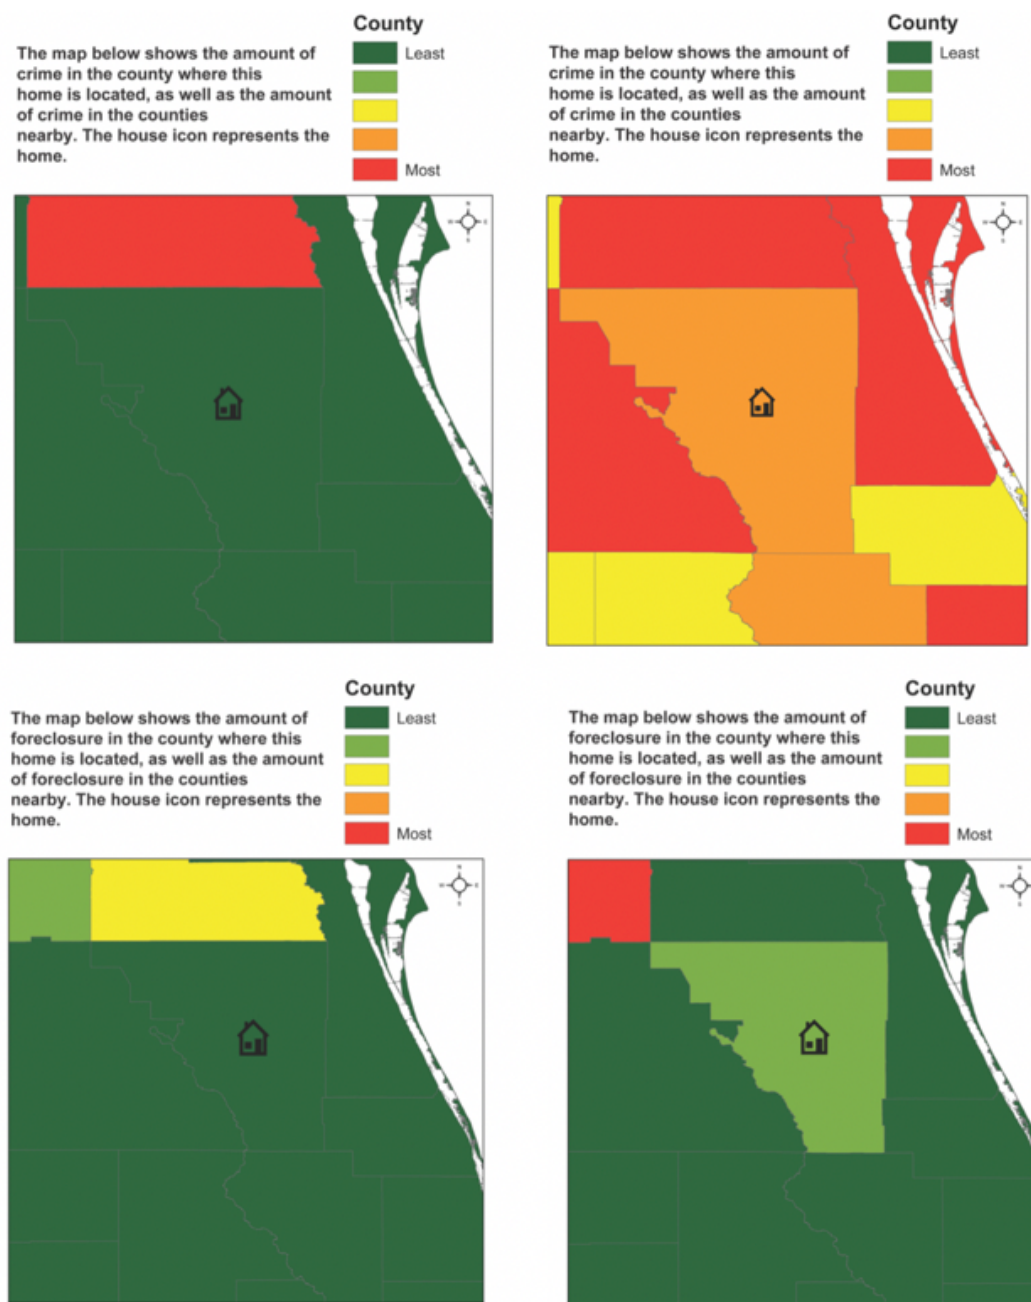 County
The map below shows the amount of
crime in the county where this
home is located, as well as the amount
of crime in the counties
nearby. The house icon represents the
home.
Least
Most
N
W
E
S
County
The map below shows the amount of
crime in the county where this
home is located, as well as the amount
of crime in the counties
nearby. The house icon represents the
home.
Least
Most
N
W
E
S
County
The map below shows the amount of
foreclosure in the county where this
home is located, as well as the amount
of foreclosure in the counties
nearby. The house icon represents the
home.
Least
Most
N
W
E
S
County
The map below shows the amount of
foreclosure in the county where this
home is located, as well as the amount
of foreclosure in the counties
nearby. The house icon represents the
home.
Least
Most
N
W
S